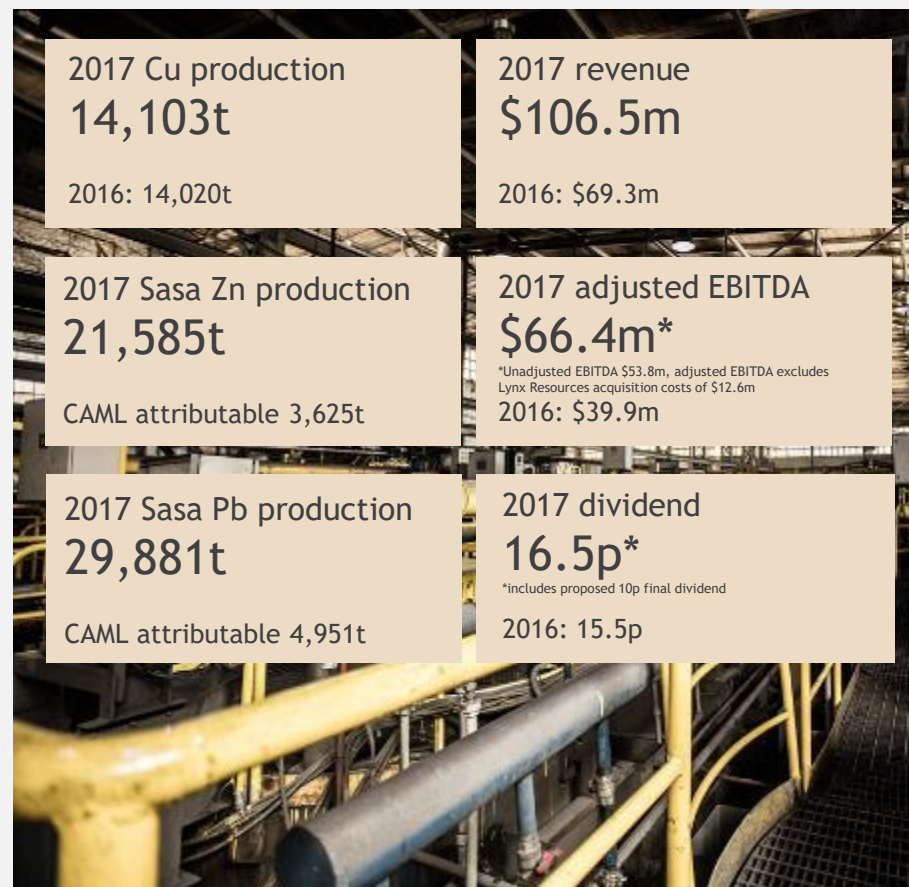 2017 Cu production
14,103t
2016: 14,020t
2017 revenue
$106.5m
2016: $69.3m
2017 Sasa Zn production
21,585t
CAML attributable 3,625t
2017 adjusted EBITDA
$66.4m*
*Unadjusted EBITDA $53.8m, adjusted EBITDA excludes
Lynx Resources acquisition costs of $12.6m
2016: $39.9m
2017 Sasa Pb production
29,881t
CAML attributable 4,951t
2017 dividend
16.5p*
*includes proposed 10p final dividend
2016: 15.5p